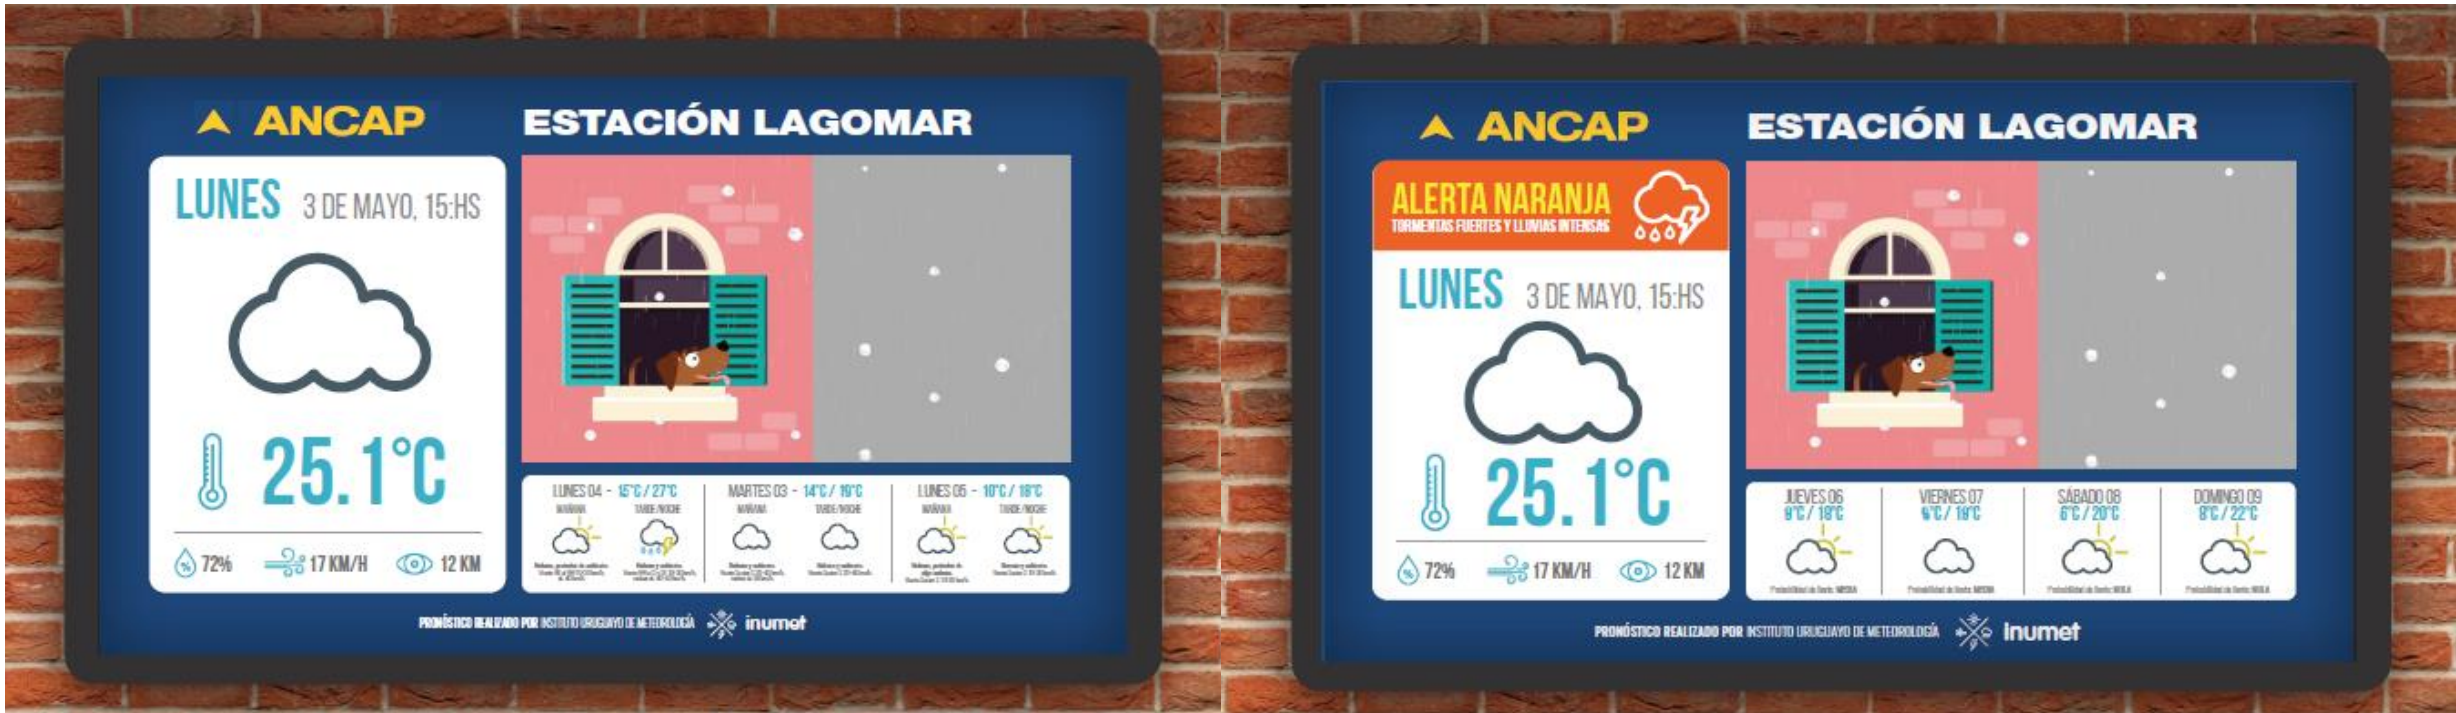 ANCAP
ESTACIÓN LAGOMAR
LUNES 3 DE MAYO, 15:HS
25.1°C
72% 17 KM/H 12 KM
LUNES 04 - 15°C / 27°C
MAÑANA TARDE/NOCHE
MARTES 03 - 14°C / 19°C
MAÑANA TARDE/NOCHE
LUNES 05 - 10°C / 18°C
MAÑANA TARDE/NOCHE
PRONÓSTICO REALIZADO POR INSTITUTO URUGUAYO DE METEOROLOGÍA inumet
ANCAP
ESTACIÓN LAGOMAR
ALERTA NARANJA
TORMENTAS FUERTES Y LLUVIAS INTENSAS
LUNES 3 DE MAYO, 15:HS
25.1°C
72% 17 KM/H 12 KM
JUEVES 06
9°C / 18°C
VIERNES 07
/ 19°C
SÁBADO 08
6°C / 20°C
DOMINGO 09
8°C / 22°C
PRONÓSTICO REALIZADO POR INSTITUTO URUGUAYO DE METEOROLOGÍA inumet